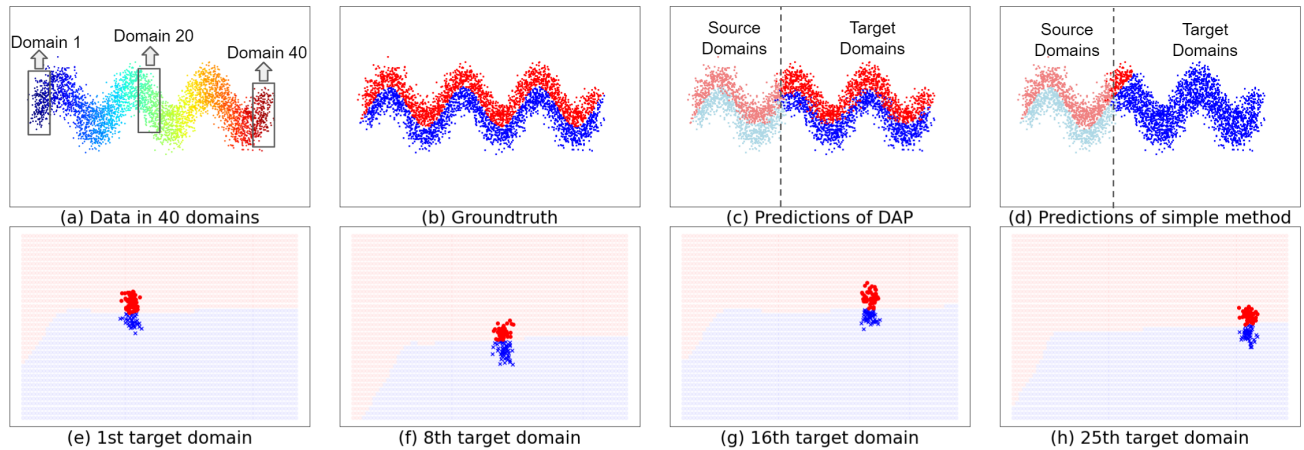 Domain 1
Domain 20
Domain 40
Source
Domains
Target
Domains
Source
Domains
Target
Domains
(a) Data in 40 domains
(b) Groundtruth
(c) Predictions of DAP
(d) Predictions of simple method
(e) 1st target domain
(f) 8th target domain
(g) 16th target domain
(h) 25th target domain